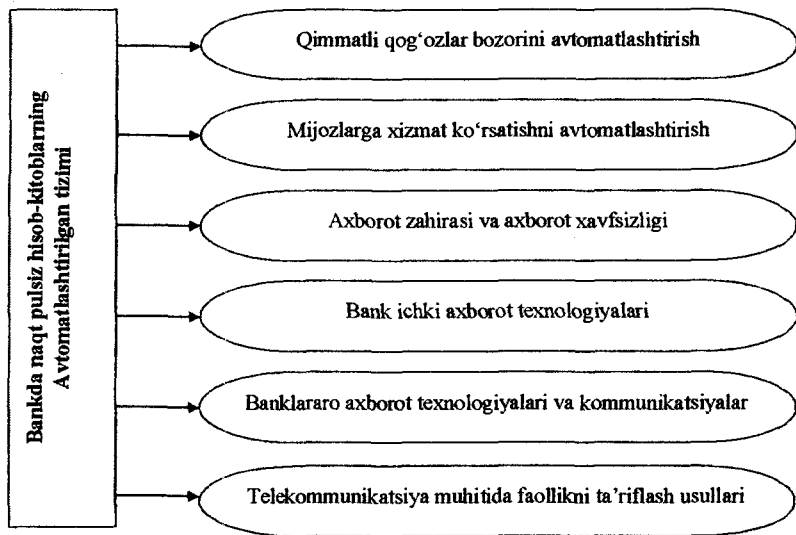 Bankda naqt pulsiz hisob-kitoblarning
Avtomatlashtirilgan tizimi
Qimmatli qog‘ozlar bozorini avtomatlashtirish
Mijozlarga xizmat ko‘rsatishni avtomatlashtirish
Axborot zahirasi va axborot xavfsizligi
Bank ichki axborot texnologiyalari
Banklararo axborot texnologiyalari va kommunikatsiyalar
Telekommunikatsiya muhitida faollikni ta’riflash usullari